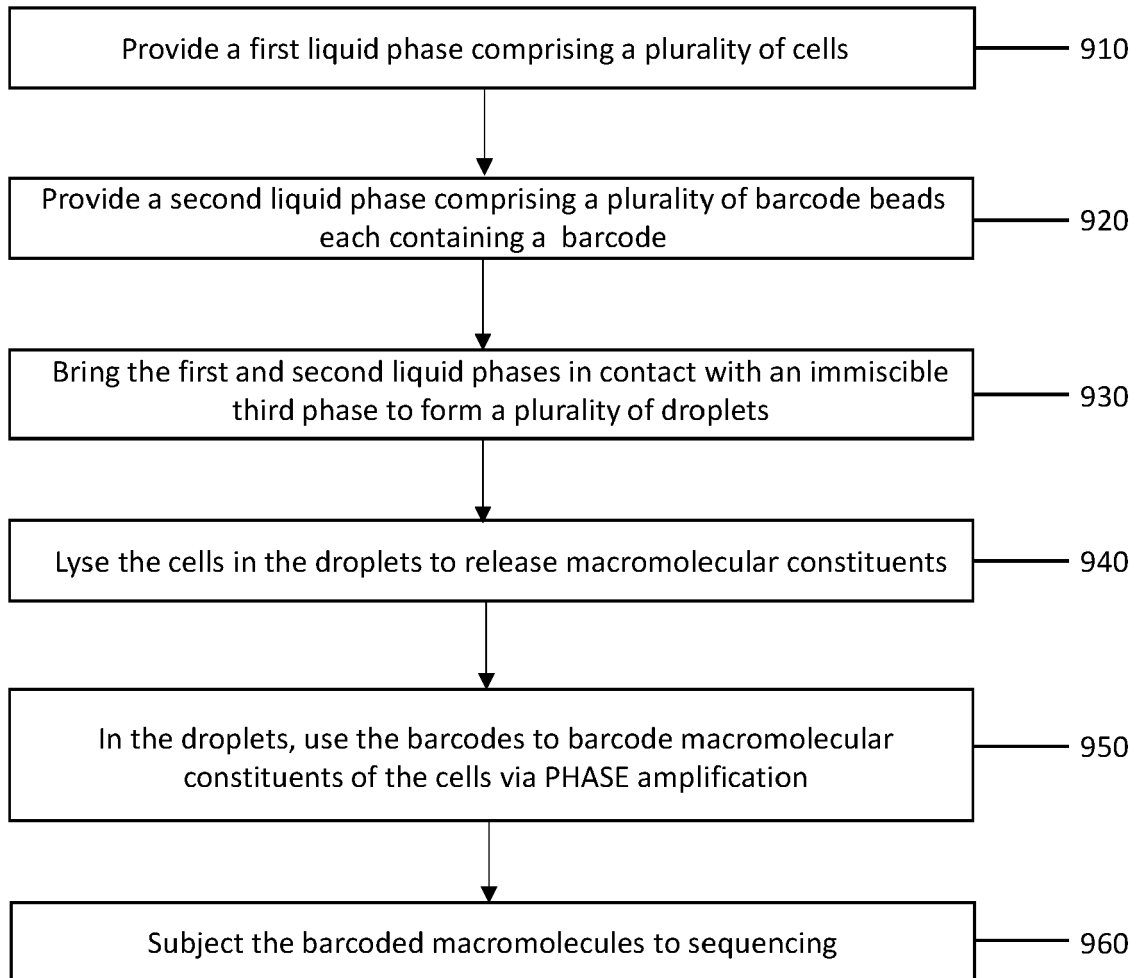 Provide a first liquid phase comprising a plurality of cells
910
Provide a second liquid phase comprising a plurality of barcode beads
each containing a barcode
920
Bring the first and second liquid phases in contact with an immiscible
third phase to form a plurality of droplets
930
Lyse the cells in the droplets to release macromolecular constituents
940
In the droplets, use the barcodes to barcode macromolecular
constituents of the cells via PHASE amplification
950
Subject the barcoded macromolecules to sequencing
960